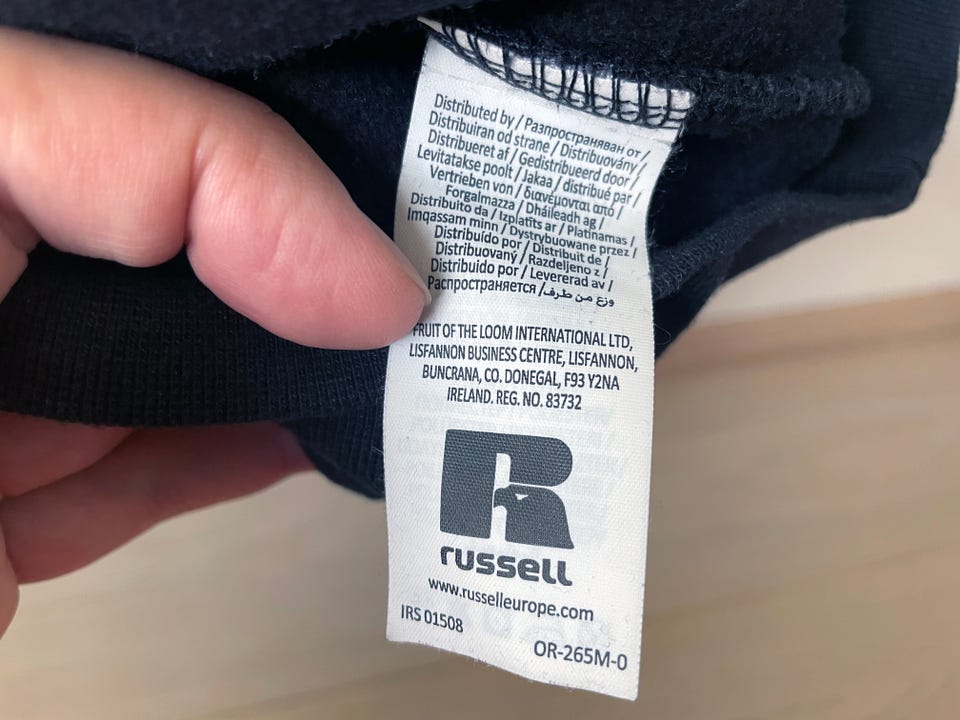 Distributed by / Разпространяван от /
Distribuiran od strane / Distribuovány /
Distribueret af / Gedistribueerd door /
Levitatakse poolt / Jakaa / distribué par /
Vertrieben von / διανέμονται από /
Forgalmazza / Dháileadh ag /
Distribuito da / Izplatīts ar / Platinamas /
Imqassam minn / Dystrybuowane przez /
Distribuído por / Distribuit de /
Distribuovaný / Razdeljeno z /
Distribuido por / Levererad av /
Распространяется / وزع من طرف /
FRUIT OF THE LOOM INTERNATIONAL LTD,
LISFANNON BUSINESS CENTRE, LISFANNON,
BUNCRANA, CO. DONEGAL, F93 Y2NA
IRELAND. REG. NO. 83732
R
russell
www.russelleurope.com
IRS 01508
OR-265M-0